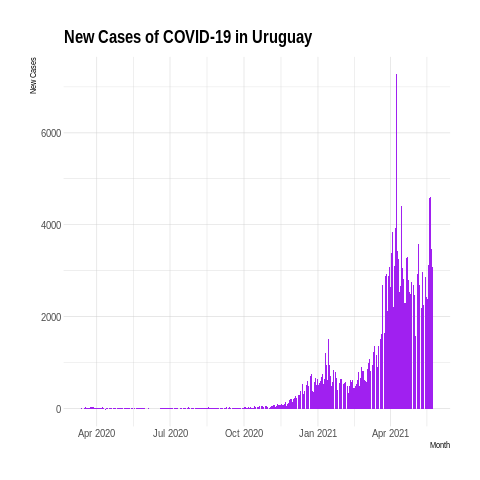 New Cases of COVID-19 in Uruguay
New Cases
6000
4000
2000
0
Apr 2020 Jul 2020 Oct 2020 Jan 2021 Apr 2021
Month